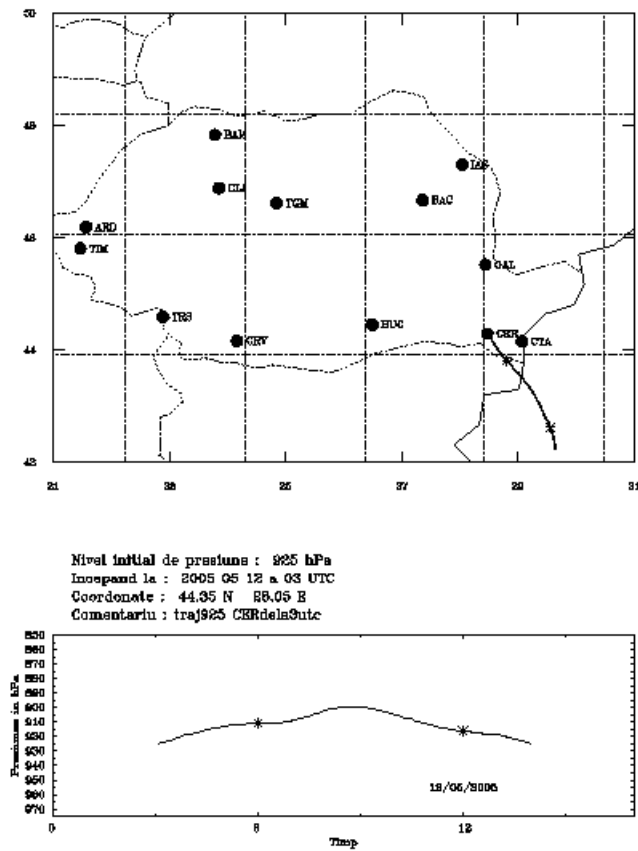 50
48
IAS
CLJ
TGM
BAC
ARD
46
TIM
GAL
TRS
BUC
CRV
CER
CTA
44
42
21 23 25 27 29 31
Nivel initial de presiune : 925 hPa
Incepand la : 2005 05 12 a 03 UTC
Coordonate : 44.35 N 28.05 E
Comentariu : traj925 CERdela3utc
850
860
870
880
890
900
910
920
930
940
950
960
970
Presiunea in hPa
12/05/2005
0 6 12
Timp